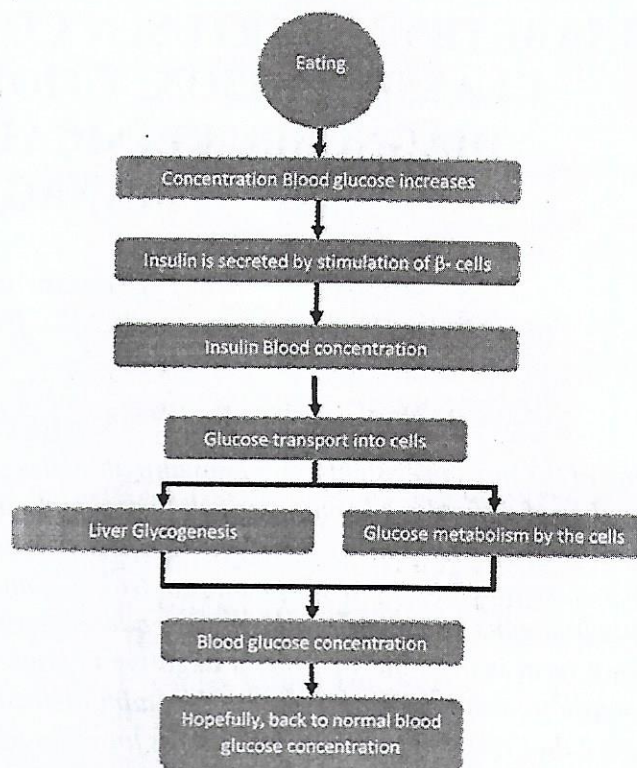 Eating
Concentration Blood glucose increases
Insulin is secreted by stimulation of β- cells
Insulin Blood concentration
Glucose transport into cells
Liver Glycogenesis
Glucose metabolism by the cells
Blood glucose concentration
Hopefully, back to normal blood
glucose concentration